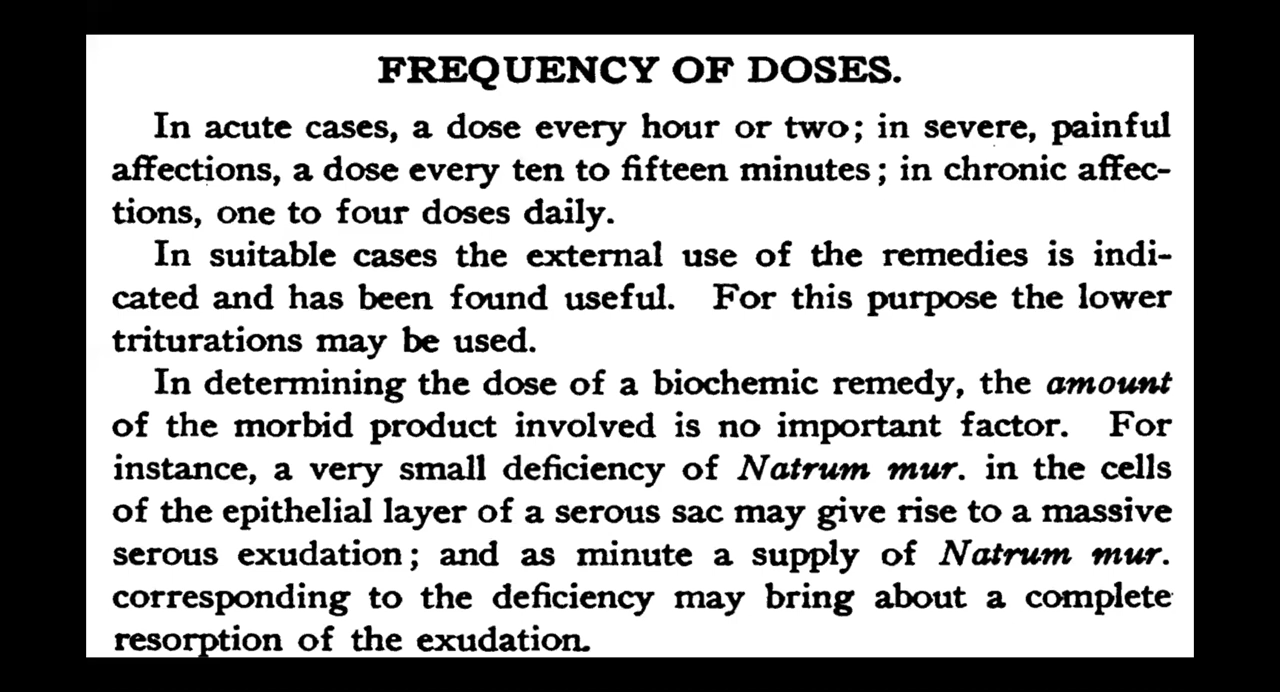 FREQUENCY OF DOSES.
In acute cases, a dose every hour or two; in severe, painful
affections, a dose every ten to fifteen minutes; in chronic affec-
tions, one to four doses daily.
In suitable cases the external use of the remedies is indi-
cated and has been found useful. For this purpose the lower
triturations may be used.
In determining the dose of a biochemic remedy, the amount
of the morbid product involved is no important factor. For
instance, a very small deficiency of Natrum mur. in the cells
of the epithelial layer of a serous sac may give rise to a massive
serous exudation; and as minute a supply of Natrum mur.
corresponding to the deficiency may bring about a complete
resorption of the exudation.